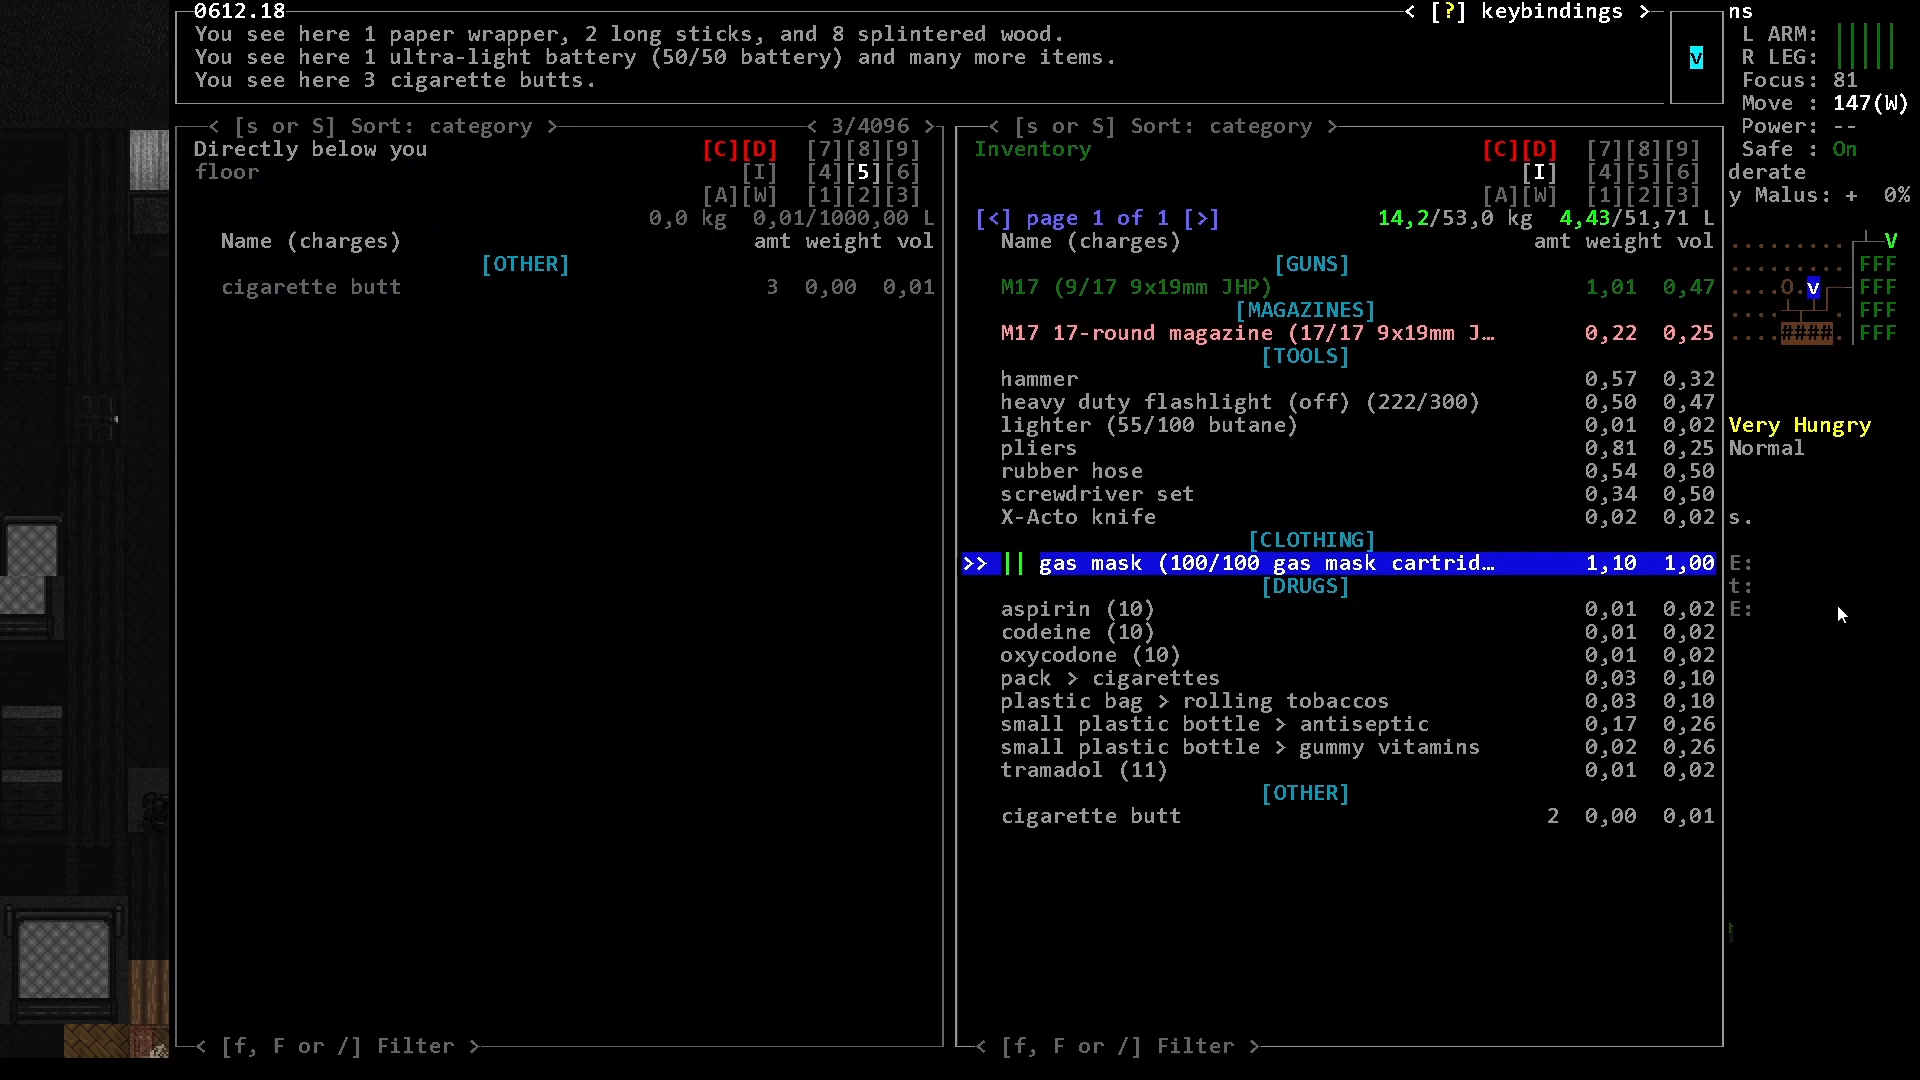 0612.18
< [?] keybindings >
You see here 1 paper wrapper, 2 long sticks, and 8 splintered wood.
You see here 1 ultra-light battery (50/50 battery) and many more items.
You see here 3 cigarette butts.
v
< [s or S] Sort: category >
< 3/4096 >
Directly below you
[C][D] [7][8][9]
floor
[I] [4][5][6]
[A][W] [1][2][3]
0,0 kg 0,01/1000,00 L
Name (charges) amt weight vol
[OTHER]
cigarette butt 3 0,00 0,01
< [f, F or /] Filter >
< [s or S] Sort: category >
Inventory
[C][D] [7][8][9]
[I] [4][5][6]
[A][W] [1][2][3]
[<] page 1 of 1 [>] 14,2/53,0 kg 4,43/51,71 L
Name (charges) amt weight vol
[GUNS]
M17 (9/17 9x19mm JHP) 1,01 0,47
[MAGAZINES]
M17 17-round magazine (17/17 9x19mm J… 0,22 0,25
[TOOLS]
hammer 0,57 0,32
heavy duty flashlight (off) (222/300) 0,50 0,47
lighter (55/100 butane) 0,01 0,02
pliers 0,81 0,25
rubber hose 0,54 0,50
screwdriver set 0,34 0,50
X-Acto knife 0,02 0,02
[CLOTHING]
>> || gas mask (100/100 gas mask cartrid… 1,10 1,00
[DRUGS]
aspirin (10) 0,01 0,02
codeine (10) 0,01 0,02
oxycodone (10) 0,01 0,02
pack > cigarettes 0,03 0,10
plastic bag > rolling tobaccos 0,03 0,10
small plastic bottle > antiseptic 0,17 0,26
small plastic bottle > gummy vitamins 0,02 0,26
tramadol (11) 0,01 0,02
[OTHER]
cigarette butt 2 0,00 0,01
< [f, F or /] Filter >
ns
L ARM: |||||
R LEG: |||||
Focus: 81
Move : 147(W)
Power: --
Safe : On
derate
y Malus: + 0%
V
FFF
O.v FFF
FFF
FFF
Very Hungry
Normal
s.
E:
t:
E: